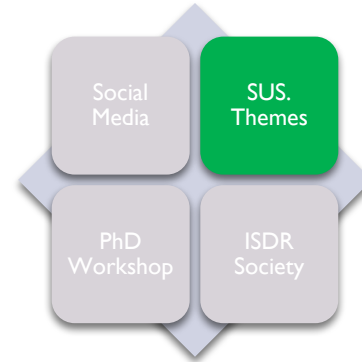 Social
Media
SUS.
Themes
PhD
Workshop
ISDR
Society